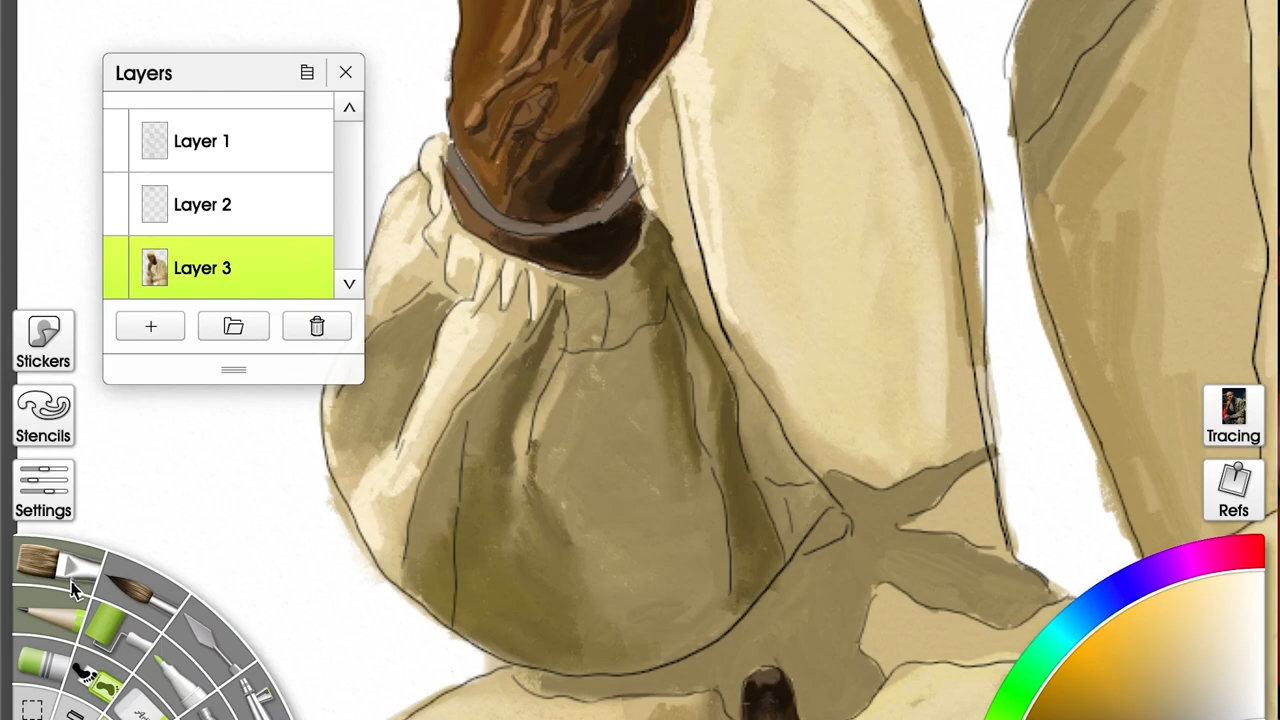 Layers
Layer 1
Layer 2
Layer 3
Stickers
Stencils
Settings
Tracing
Refs